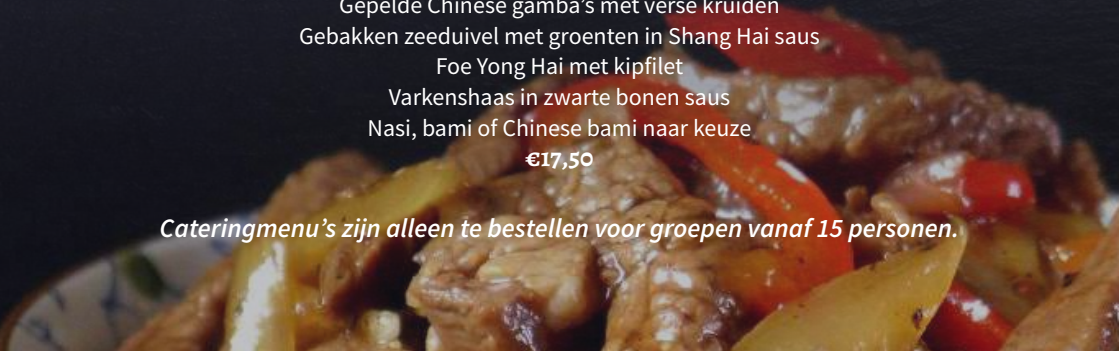 Gepelde Chinese gamba’s met verse kruiden
Gebakken zeeduivel met groenten in Shang Hai saus
Foe Yong Hai met kipfilet
Varkenshaas in zwarte bonen saus
Nasi, bami of Chinese bami naar keuze
€17,50
Cateringmenu’s zijn alleen te bestellen voor groepen vanaf 15 personen.